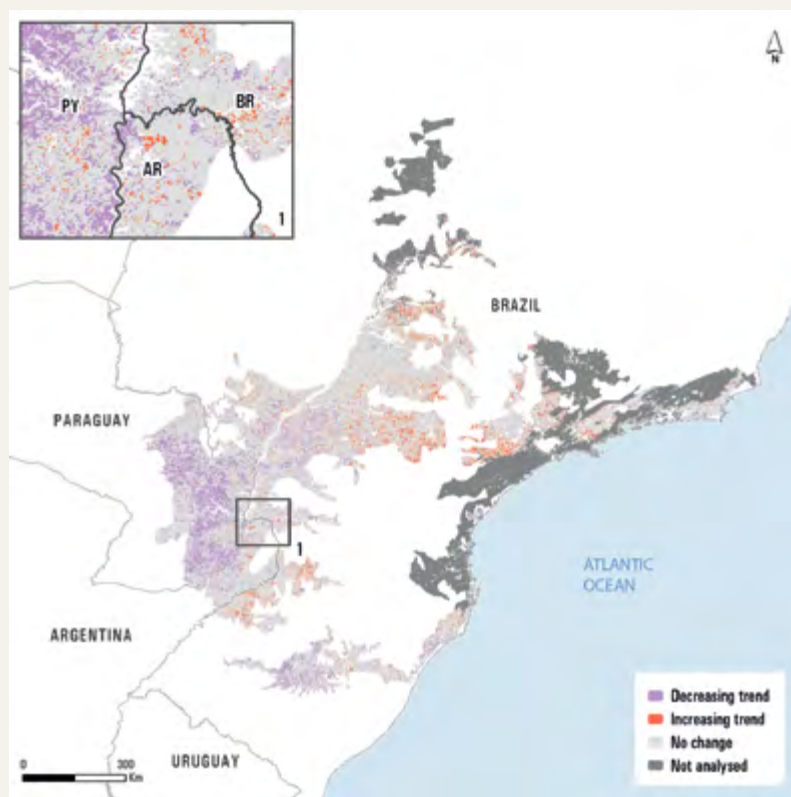 PY
BR
AR
1
N
BRAZIL
PARAGUAY
1
ATLANTIC
OCEAN
ARGENTINA
Decreasing trend
Increasing trend
No change
Not analysed
0 300
Km
URUGUAY